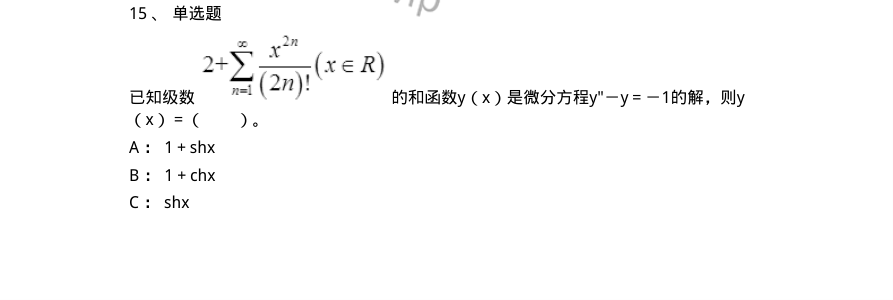 15、 单选题
已知级数 2+∑_{n=1}^{∞} x^{2n}/(2n)! (x∈R) 的和函数y（x）是微分方程y"－y＝－1的解，则y
（x）＝（  ）。
A： 1＋shx
B： 1＋chx
C： shx